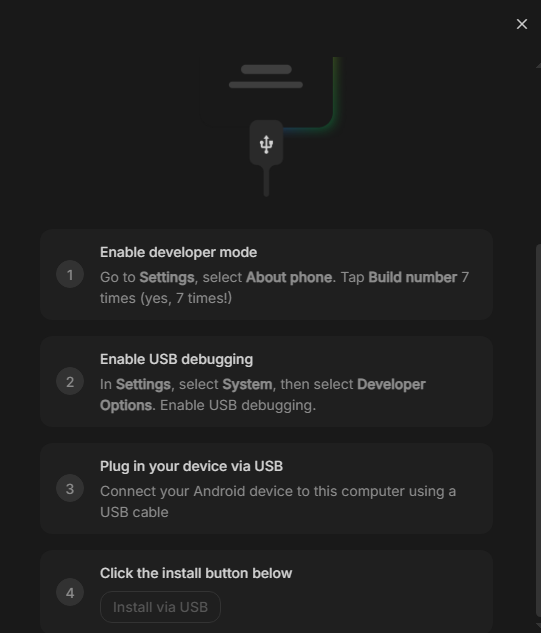 Enable developer mode
1
Go to Settings, select About phone. Tap Build number 7
times (yes, 7 times!)
Enable USB debugging
2
In Settings, select System, then select Developer
Options. Enable USB debugging.
Plug in your device via USB
3
Connect your Android device to this computer using a
USB cable
Click the install button below
4
Install via USB